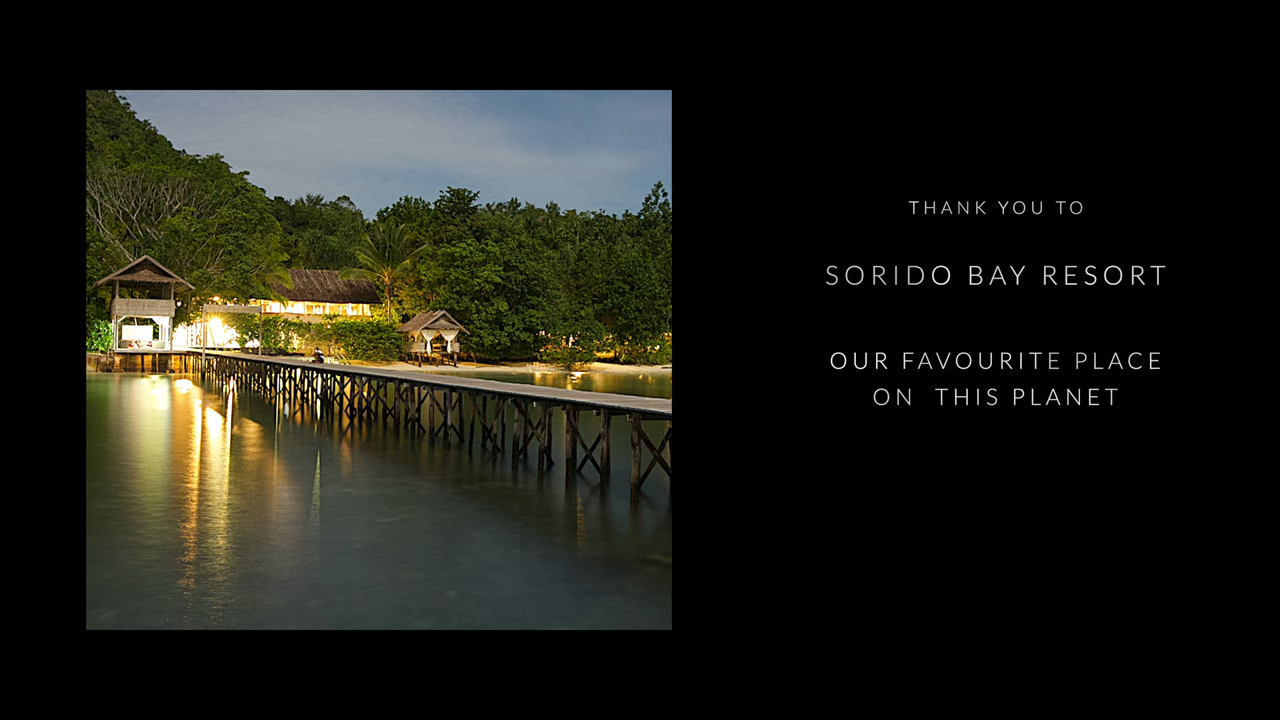 THANK YOU TO
SORIDO BAY RESORT
OUR FAVOURITE PLACE
ON THIS PLANET